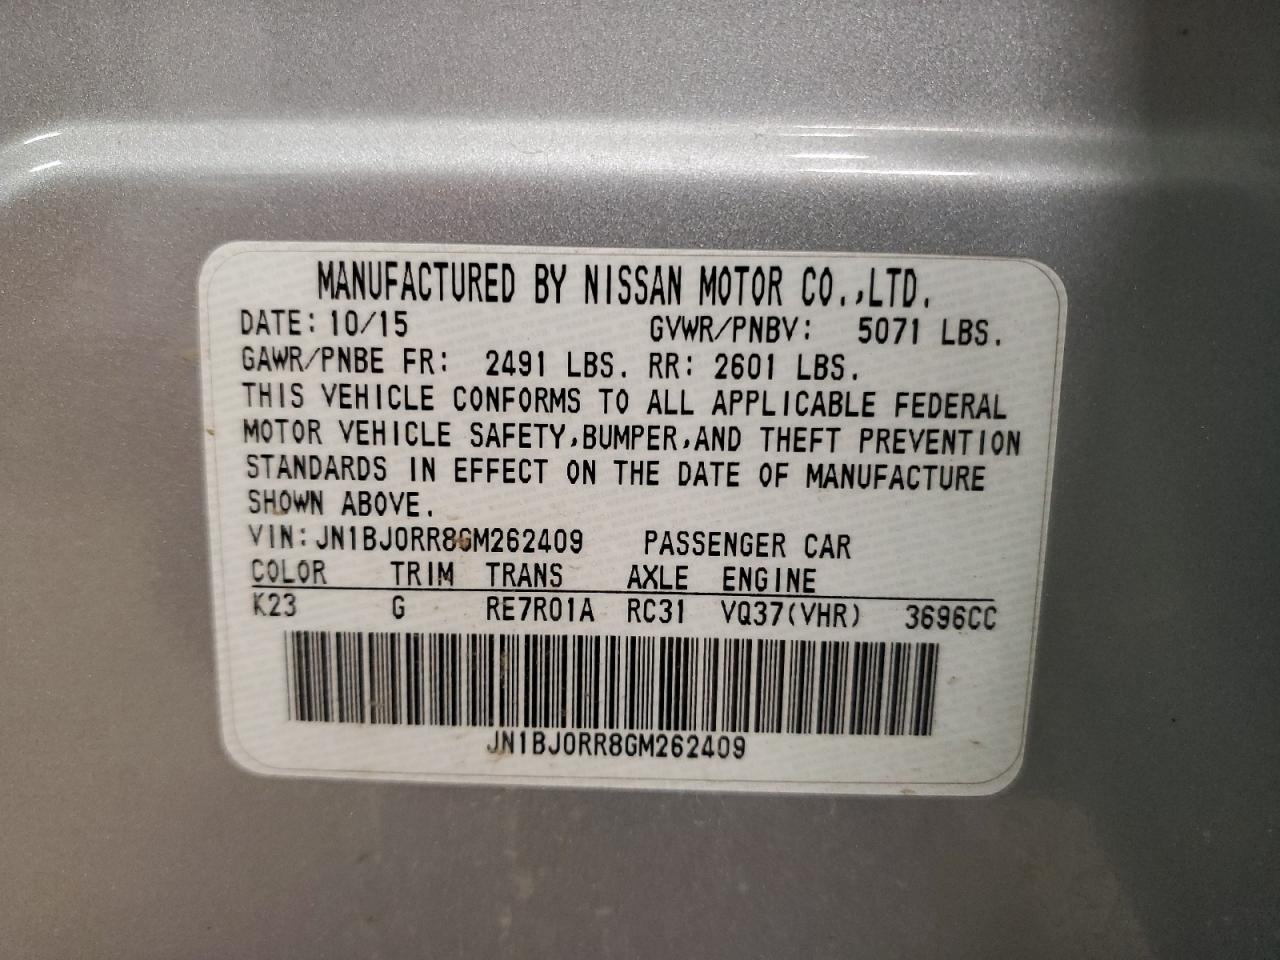 MANUFACTURED BY NISSAN MOTOR CO.,LTD.
DATE: 10/15 GVWR/PNBV: 5071 LBS.
GAWR/PNBE FR: 2491 LBS. RR: 2601 LBS.
THIS VEHICLE CONFORMS TO ALL APPLICABLE FEDERAL
MOTOR VEHICLE SAFETY,BUMPER,AND THEFT PREVENTION
STANDARDS IN EFFECT ON THE DATE OF MANUFACTURE
SHOWN ABOVE.
VIN: JN1BJ0RR8GM262409 PASSENGER CAR
COLOR TRIM TRANS AXLE ENGINE
K23 G RE7R01A RC31 VQ37(VHR) 3696CC
JN1BJ0RR8GM262409